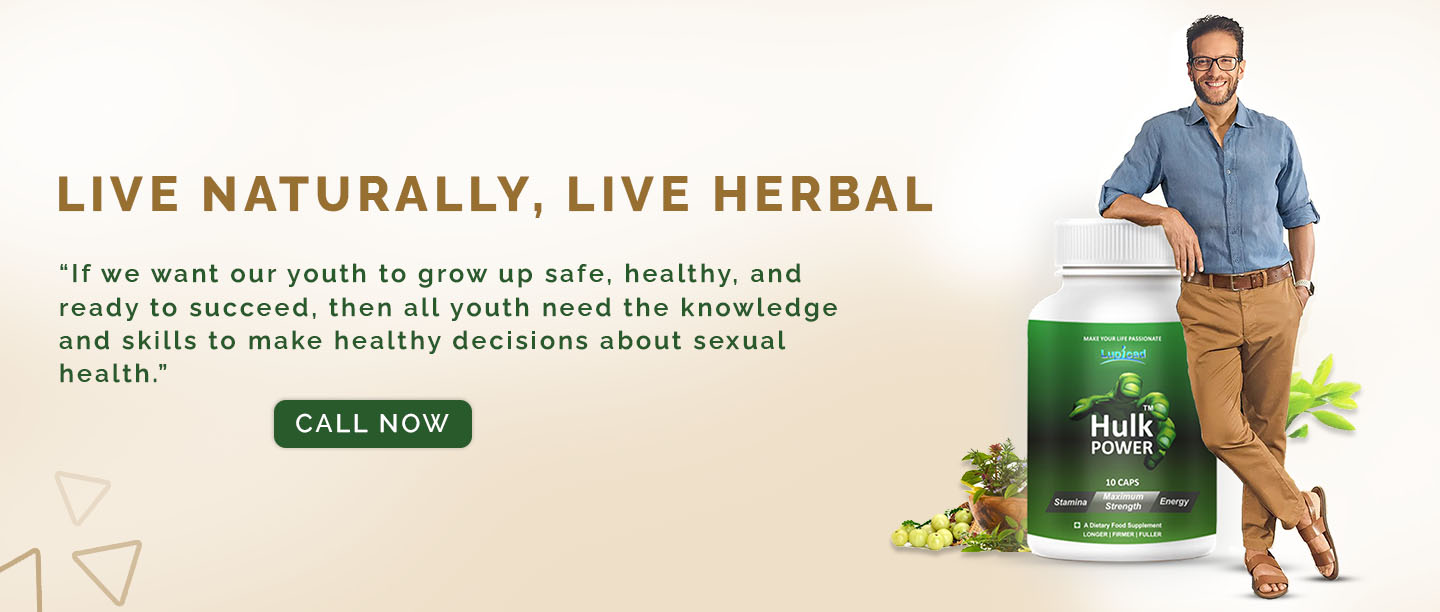 LIVE NATURALLY, LIVE HERBAL
“If we want our youth to grow up safe, healthy, and
ready to succeed, then all youth need the knowledge
and skills to make healthy decisions about sexual
health.”
CALL NOW
MAKE YOUR LIFE PASSIONATE
Hulk™
POWER
10 CAPS
Stamina Maximum Strength Energy
A Dietary Food Supplement
LONGER | FIRMER | FULLER